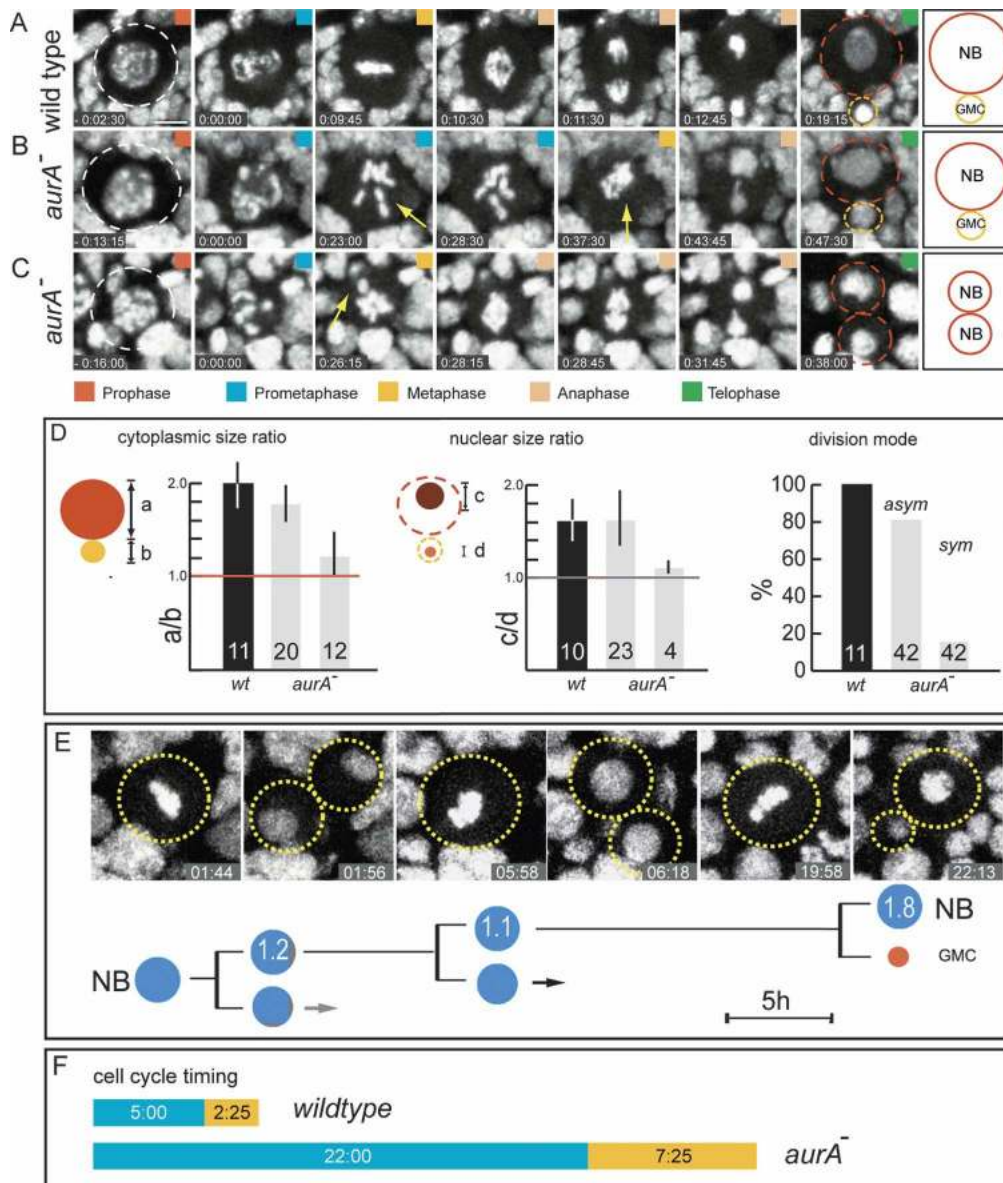 A
wild type
- 0:02:30
0:00:00
0:09:45
0:10:30
0:11:30
0:12:45
0:19:15
NB
GMC
B
aurA-
- 0:13:15
0:00:00
0:23:00
0:28:30
0:37:30
0:43:45
0:47:30
NB
GMC
C
aurA-
- 0:16:00
0:00:00
0:26:15
0:28:15
0:28:45
0:31:45
0:38:00
NB
NB
Prophase Prometaphase Metaphase Anaphase Telophase
D
cytoplasmic size ratio
a
b
a/b
2.0
1.0
11 20 12
wt aurA-
nuclear size ratio
c
d
c/d
2.0
1.0
10 23 4
wt aurA-
division mode
%
100
80
60
40
20
0
asym
sym
11 42 42
wt aurA-
E
01:44
01:56
05:58
06:18
19:58
22:13
NB
1.2
1.1
1.8 NB
GMC
5h
F
cell cycle timing
5:00 2:25 wildtype
22:00 7:25 aurA-